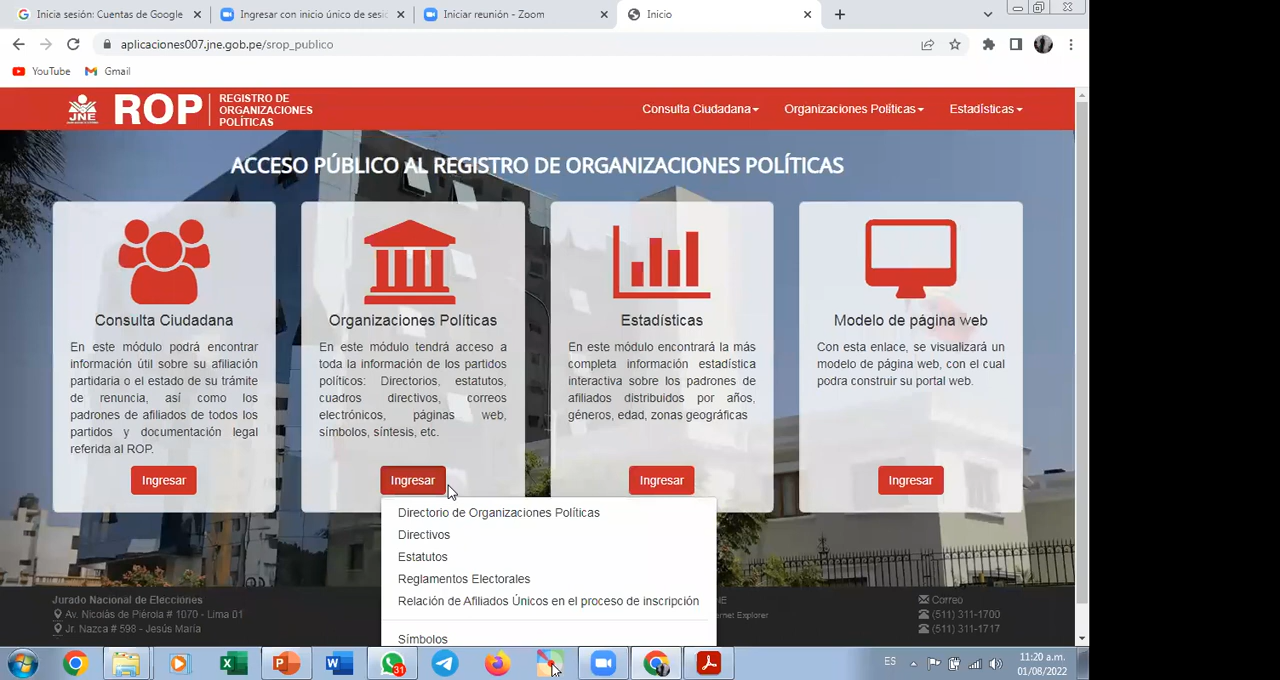 Inicia sesión: Cuentas de Google
Ingresar con inicio único de sesi
Iniciar reunión - Zoom
Inicio
aplicaciones007.jne.gob.pe/srop_publico
YouTube
Gmail
JNE
ROP
REGISTRO DE
ORGANIZACIONES
POLÍTICAS
Consulta Ciudadana
Organizaciones Políticas
Estadísticas
ACCESO PÚBLICO AL REGISTRO DE ORGANIZACIONES POLÍTICAS
Consulta Ciudadana
En este módulo podrá encontrar
información útil sobre su afiliación
partidaria o el estado de su trámite
de renuncia, así como los
padrones de afiliados de todos los
partidos y documentación legal
referida al ROP.
Ingresar
Organizaciones Políticas
En este módulo tendrá acceso a
toda la información de los partidos
políticos: Directorios, estatutos,
cuadros directivos, correos
electrónicos, páginas web,
símbolos, síntesis, etc.
Ingresar
Estadísticas
En este módulo encontrará la más
completa información estadística
interactiva sobre los padrones de
afiliados distribuidos por años,
géneros, edad, zonas geográficas
Ingresar
Modelo de página web
Con esta enlace, se visualizará un
modelo de página web, con el cual
podra construir su portal web.
Ingresar
Directorio de Organizaciones Políticas
Directivos
Estatutos
Reglamentos Electorales
Relación de Afiliados Únicos en el proceso de inscripción
Símbolos
Jurado Nacional de Elecciones
Av. Nicolás de Piérola # 1070 - Lima 01
Jr. Nazca # 598 - Jesús María
ernet Explorer
Correo
(511) 311-1700
(511) 311-1717
31
ES
11:20 a.m.
01/08/2022